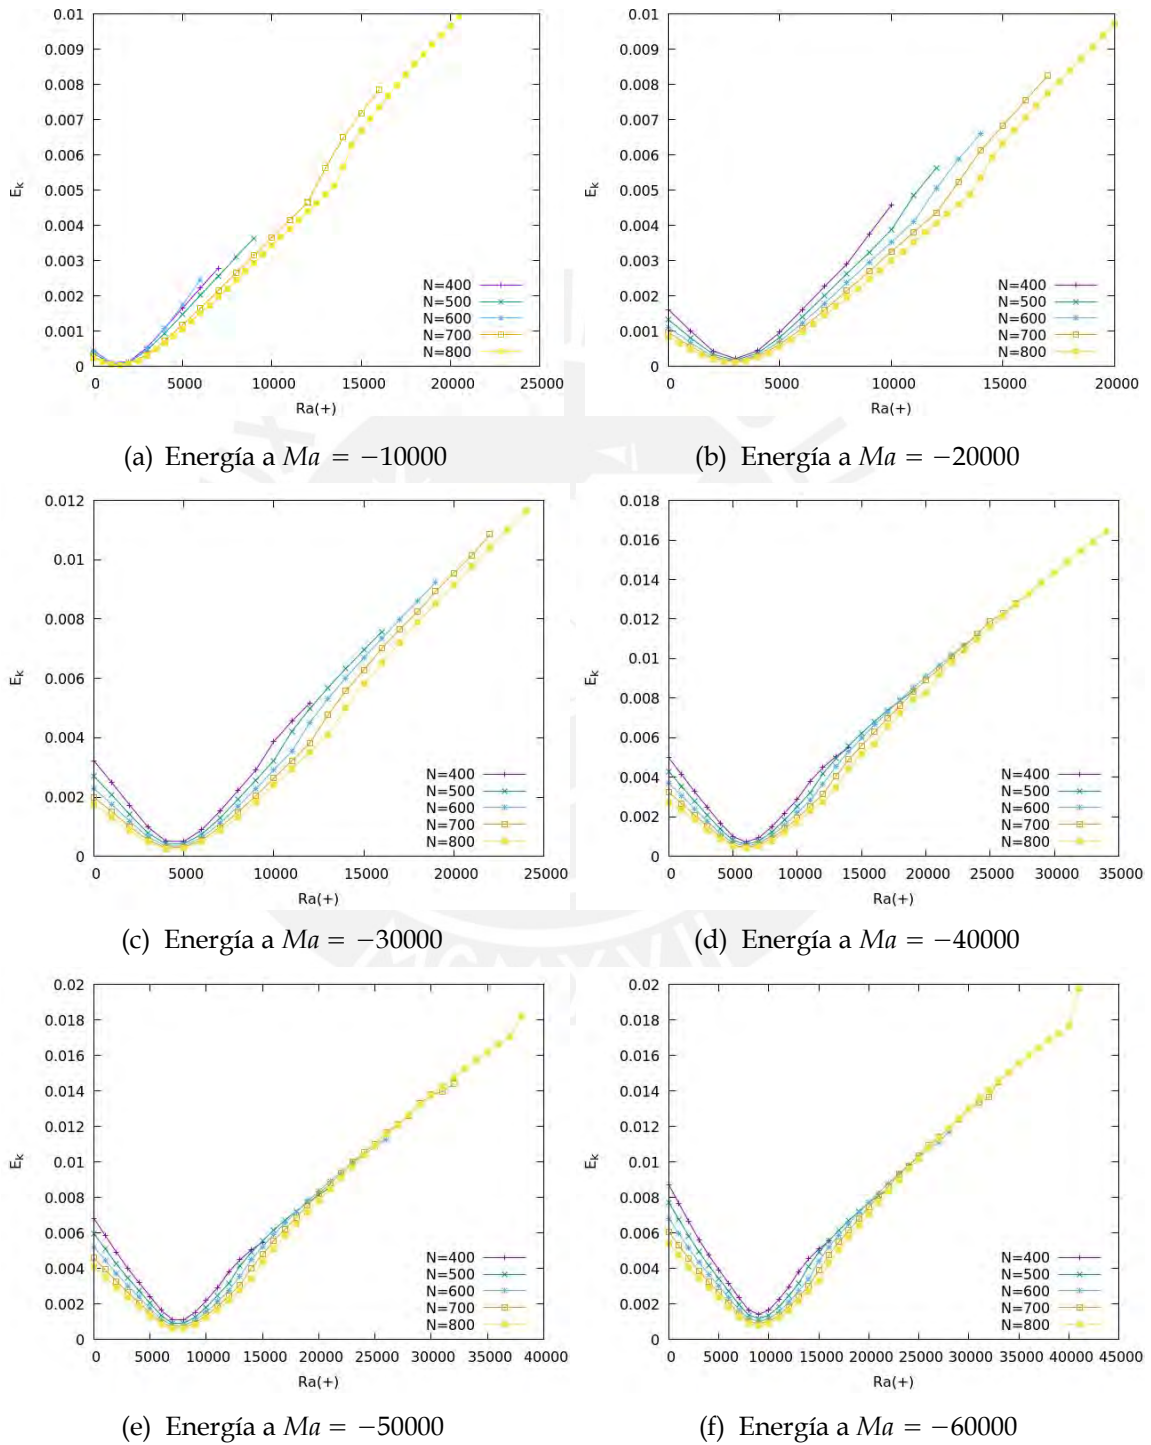 0.01
0.009
0.008
0.007
0.006
0.005
0.004
0.003
0.002
0.001
0
E_k
N=400
N=500
N=600
N=700
N=800
0 5000 10000 15000 20000 25000
Ra(+)
(a) Energía a Ma = −10000
0.01
0.009
0.008
0.007
0.006
0.005
0.004
0.003
0.002
0.001
0
E_k
N=400
N=500
N=600
N=700
N=800
0 5000 10000 15000 20000
Ra(+)
(b) Energía a Ma = −20000
0.012
0.01
0.008
0.006
0.004
0.002
0
E_k
N=400
N=500
N=600
N=700
N=800
0 5000 10000 15000 20000 25000
Ra(+)
(c) Energía a Ma = −30000
0.018
0.016
0.014
0.012
0.01
0.008
0.006
0.004
0.002
0
E_k
N=400
N=500
N=600
N=700
N=800
0 5000 10000 15000 20000 25000 30000 35000
Ra(+)
(d) Energía a Ma = −40000
MCMXVII
0.02
0.018
0.016
0.014
0.012
0.01
0.008
0.006
0.004
0.002
0
E_k
N=400
N=500
N=600
N=700
N=800
0 5000 10000 15000 20000 25000 30000 35000 40000
Ra(+)
(e) Energía a Ma = −50000
0.02
0.018
0.016
0.014
0.012
0.01
0.008
0.006
0.004
0.002
0
E_k
N=400
N=500
N=600
N=700
N=800
0 5000 10000 15000 20000 25000 30000 35000 40000 45000
Ra(+)
(f) Energía a Ma = −60000